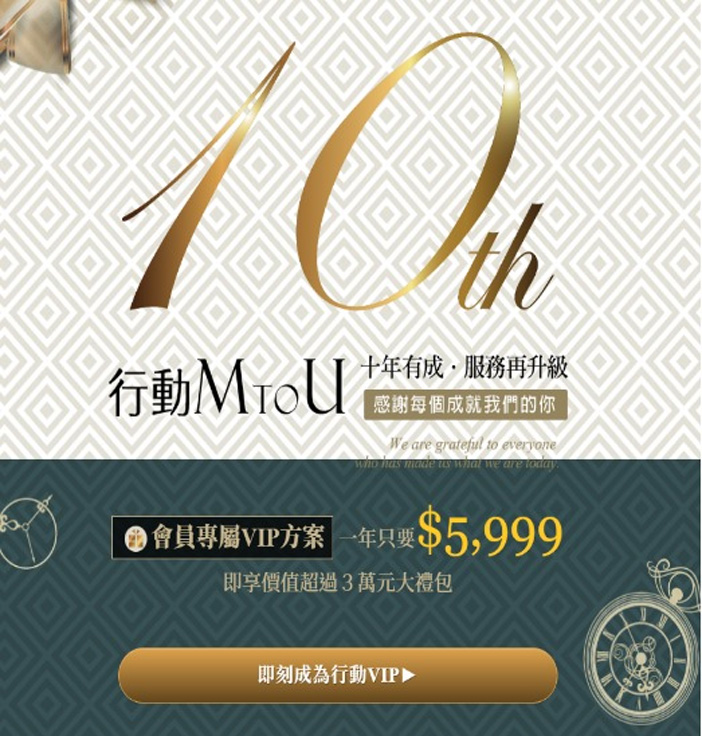 10th
行動MTOU
十年有成・服務再升級
感謝每個成就我們的你
We are grateful to everyone
who has made us what we are today.
會員專屬VIP方案 一年只要$5,999
即享價值超過3萬元大禮包
即刻成為行動VIP▶